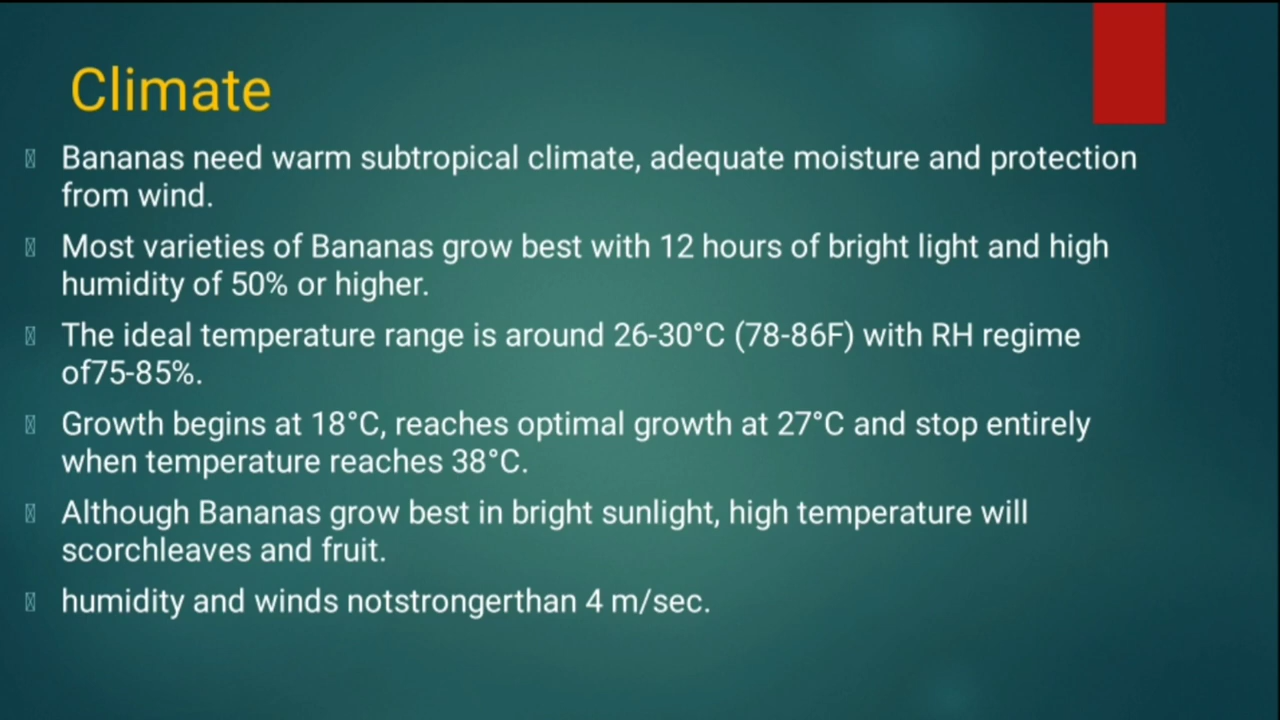 Climate
Bananas need warm subtropical climate, adequate moisture and protection
from wind.
Most varieties of Bananas grow best with 12 hours of bright light and high
humidity of 50% or higher.
The ideal temperature range is around 26-30°C (78-86F) with RH regime
of75-85%.
Growth begins at 18°C, reaches optimal growth at 27°C and stop entirely
when temperature reaches 38°C.
Although Bananas grow best in bright sunlight, high temperature will
scorchleaves and fruit.
humidity and winds notstrongerthan 4 m/sec.